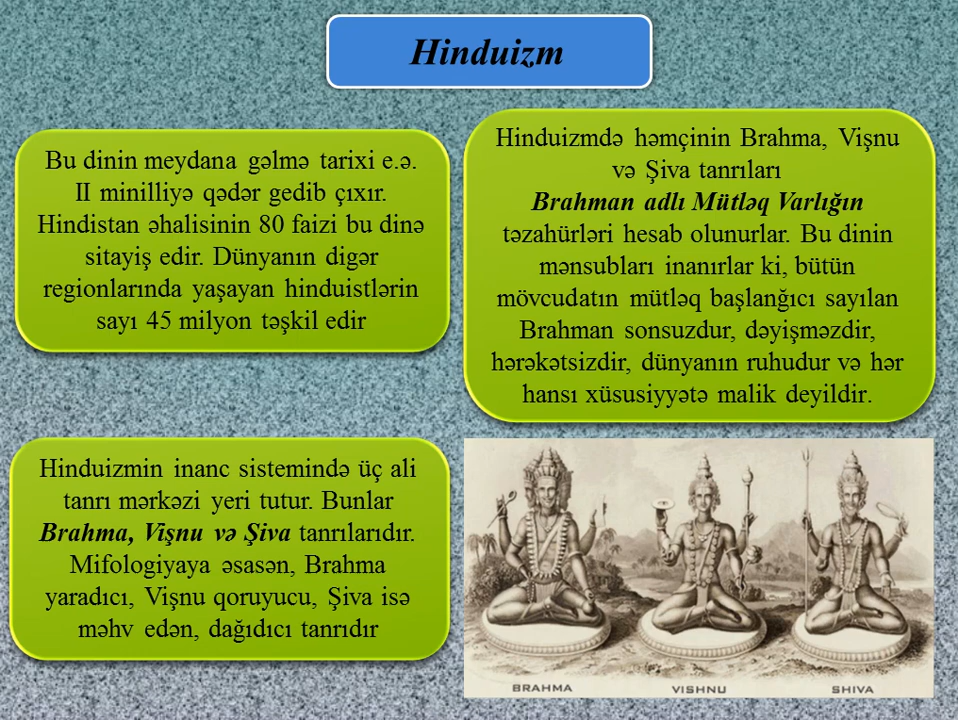 Hinduizm
Bu dinin meydana gəlmə tarixi e.ə.
II minilliyə qədər gedib çıxır.
Hindistan əhalisinin 80 faizi bu dinə
sitayiş edir. Dünyanın digər
regionlarında yaşayan hinduistlərin
sayı 45 milyon təşkil edir
Hinduizmdə həmçinin Brahma, Vişnu
və Şiva tanrıları
Brahman adlı Mütləq Varlığın
təzahürləri hesab olunurlar. Bu dinin
mənsubları inanırlar ki, bütün
mövcudatın mütləq başlanğıcı sayılan
Brahman sonsuzdur, dəyişməzdir,
hərəkətsizdir, dünyanın ruhudur və hər
hansı xüsusiyyətə malik deyildir.
Hinduizmin inanc sistemində üç ali
tanrı mərkəzi yeri tutur. Bunlar
Brahma, Vişnu və Şiva tanrılarıdır.
Mifologiyaya əsasən, Brahma
yaradıcı, Vişnu qoruyucu, Şiva isə
məhv edən, dağıdıcı tanrıdır
BRAHMA VISHNU SHIVA